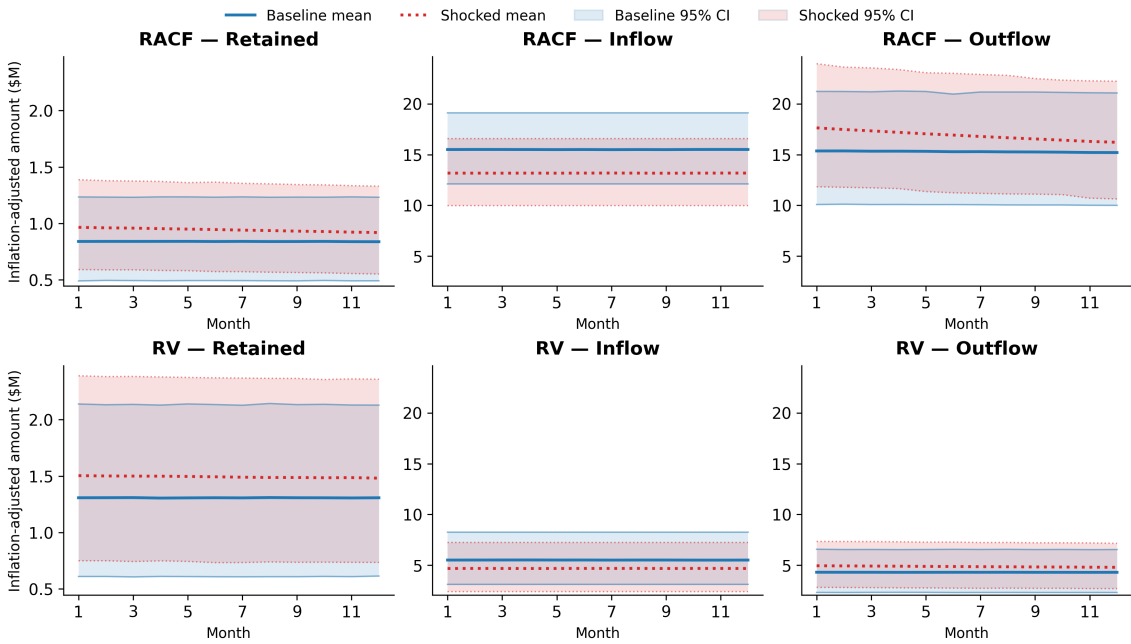 Baseline mean Shocked mean Baseline 95% CI Shocked 95% CI
RACF — Retained RACF — Inflow RACF — Outflow
Inflation-adjusted amount ($M)
2.0
1.5
1.0
0.5
1 3 5 7 9 11
Month
20
15
10
5
1 3 5 7 9 11
Month
20
15
10
5
1 3 5 7 9 11
Month
RV — Retained RV — Inflow RV — Outflow
Inflation-adjusted amount ($M)
2.0
1.5
1.0
0.5
1 3 5 7 9 11
Month
20
15
10
5
1 3 5 7 9 11
Month
20
15
10
5
1 3 5 7 9 11
Month